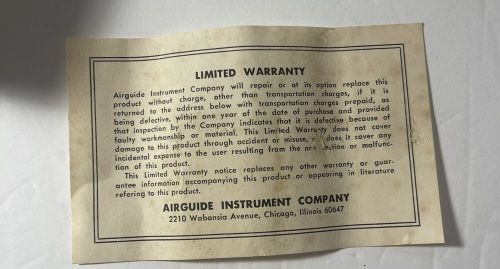 LIMITED WARRANTY
Airguide Instrument Company will repair or at its option replace this
product without charge, other than transportation charges, if it is
returned to the address below with transportation charges prepaid, as
being defective, within one year of the date of purchase and provided
that inspection by the Company indicates that it is defective because of
faulty workmanship or material. This Limited Warranty does not cover
damage to this product through accident or misuse, does it cover any
incidental expense to the user resulting from the or malfunc-
tion of this product.
This Limited Warranty notice replaces any other warranty or guar-
antee information accompanying this product or appearing in literature
refering to this product.
AIRGUIDE INSTRUMENT COMPANY
2210 Wabansia Avenue, Chicago, Illinois 60647